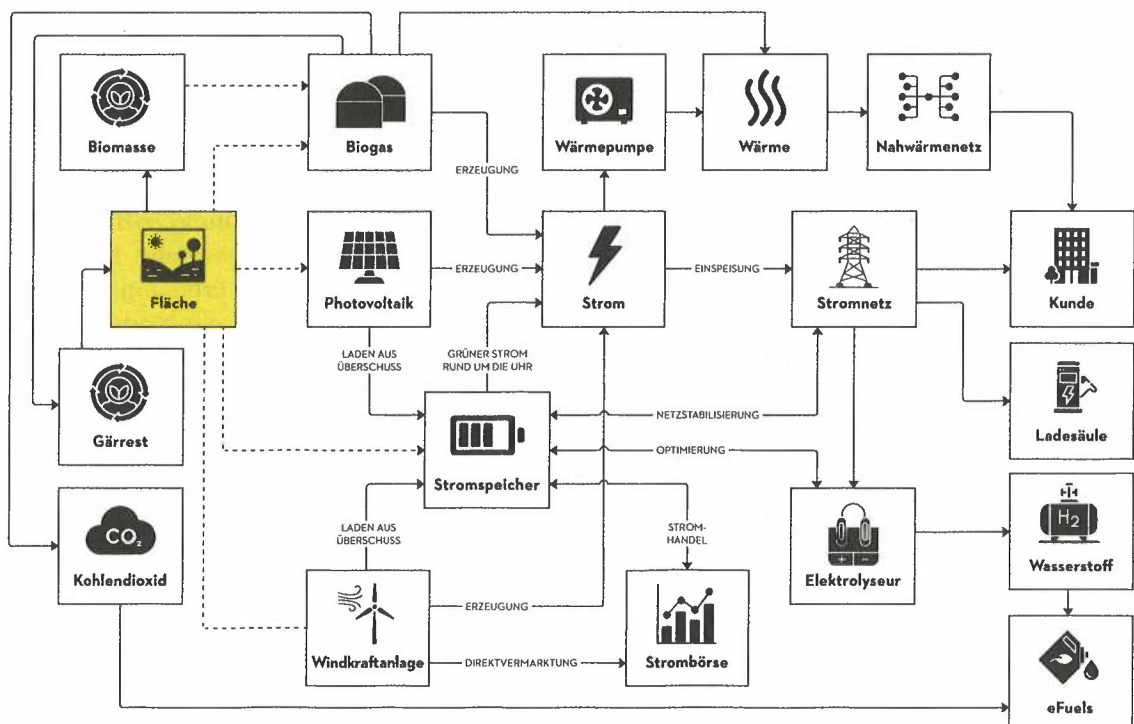 Biomasse
Biogas
Wärmepumpe
Wärme
Nahwärmenetz
ERZEUGUNG
Fläche
Photovoltaik
ERZEUGUNG
Strom
EINSPEISUNG
Stromnetz
Kunde
LADEN AUS
ÜBERSCHUSS
GRÜNER STROM
RUND UM DIE UHR
Gärrest
Stromspeicher
NETZSTABILISIERUNG
OPTIMIERUNG
Ladesäule
CO₂
Kohlendioxid
LADEN AUS
ÜBERSCHUSS
STROM-
HANDEL
Elektrolyseur
H₂
Wasserstoff
Windkraftanlage
ERZEUGUNG
DIREKTVERMARKTUNG
Strombörse
eFuels